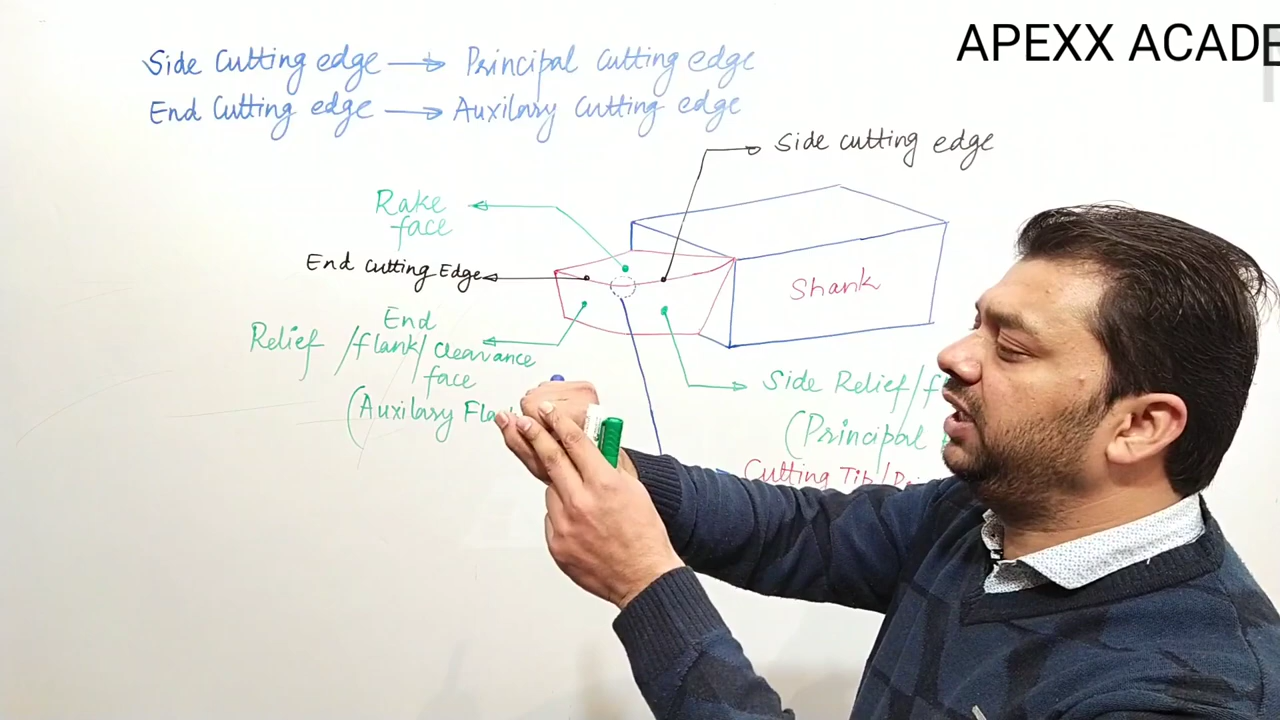 APEXX ACADE
Side Cutting edge → Principal Cutting edge
End Cutting edge → Auxilary Cutting edge
Side cutting edge
Rake
face
End Cutting Edge
Shank
End
Relief /flank/ Clearance
face
(Auxilary
Side Relief/
(Principal
Cutting Tip/